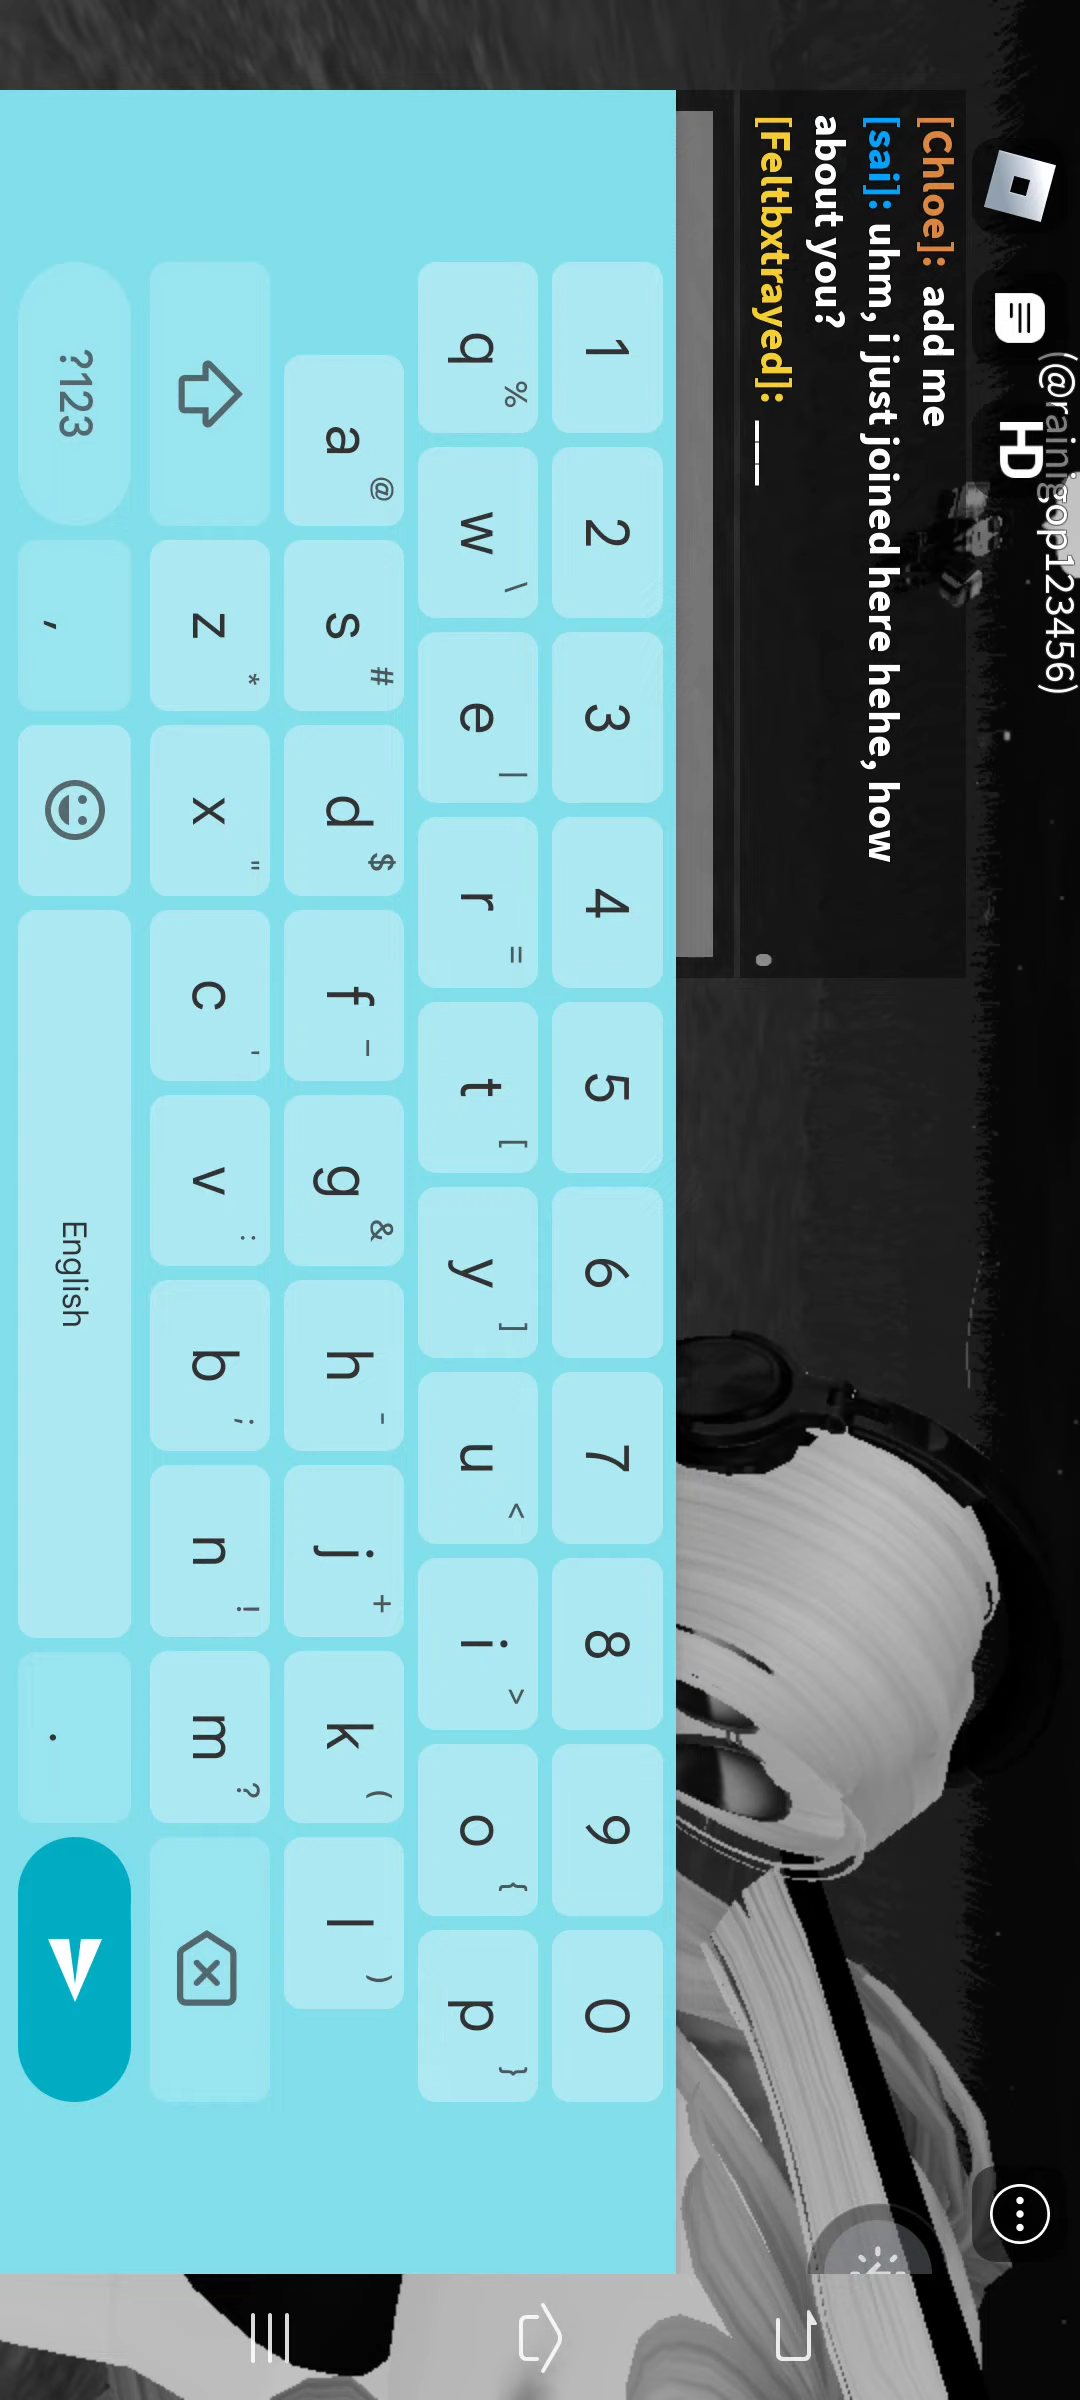 (@rainigop123456)
HD
[Chloe]: add me
[sai]: uhm, i just joined here hehe, how
about you?
[Feltbxtrayed]: ___
1 2 3 4 5 6 7 8 9 0
q % w \ e | r = t [ y ] u < i > o { p }
a @ s # d $ f – g & h - j + k ( l )
z * x " c ' v : b ; n ! m ?
?123 , English .